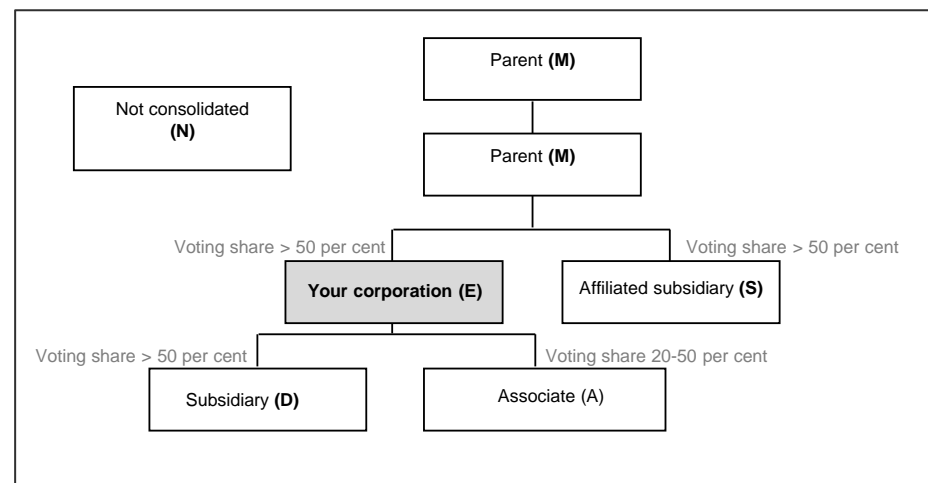 Parent (M)
Not consolidated
(N)
Parent (M)
Voting share > 50 per cent
Voting share > 50 per cent
Your corporation (E)
Affiliated subsidiary (S)
Voting share > 50 per cent
Voting share 20-50 per cent
Subsidiary (D)
Associate (A)